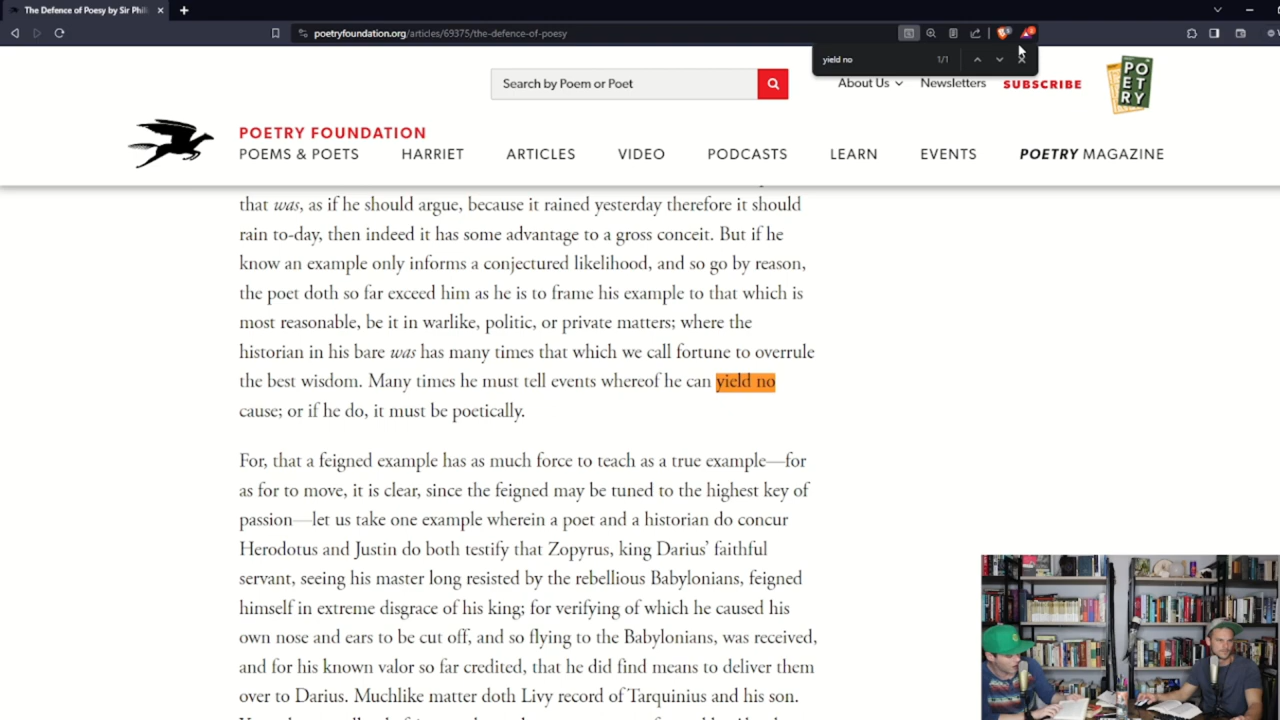 The Defence of Poesy by Sir Phili
poetryfoundation.org/articles/69375/the-defence-of-poesy
yield no 1/1
Search by Poem or Poet
About Us
Newsletters
SUBSCRIBE
PO
ET
RY
POETRY FOUNDATION
POEMS & POETS
HARRIET
ARTICLES
VIDEO
PODCASTS
LEARN
EVENTS
POETRY MAGAZINE
that was, as if he should argue, because it rained yesterday therefore it should
rain to-day, then indeed it has some advantage to a gross conceit. But if he
know an example only informs a conjectured likelihood, and so go by reason,
the poet doth so far exceed him as he is to frame his example to that which is
most reasonable, be it in warlike, politic, or private matters; where the
historian in his bare was has many times that which we call fortune to overrule
the best wisdom. Many times he must tell events whereof he can yield no
cause; or if he do, it must be poetically.
For, that a feigned example has as much force to teach as a true example—for
as for to move, it is clear, since the feigned may be tuned to the highest key of
passion—let us take one example wherein a poet and a historian do concur
Herodotus and Justin do both testify that Zopyrus, king Darius’ faithful
servant, seeing his master long resisted by the rebellious Babylonians, feigned
himself in extreme disgrace of his king; for verifying of which he caused his
own nose and ears to be cut off, and so flying to the Babylonians, was received,
and for his known valor so far credited, that he did find means to deliver them
over to Darius. Muchlike matter doth Livy record of Tarquinius and his son.